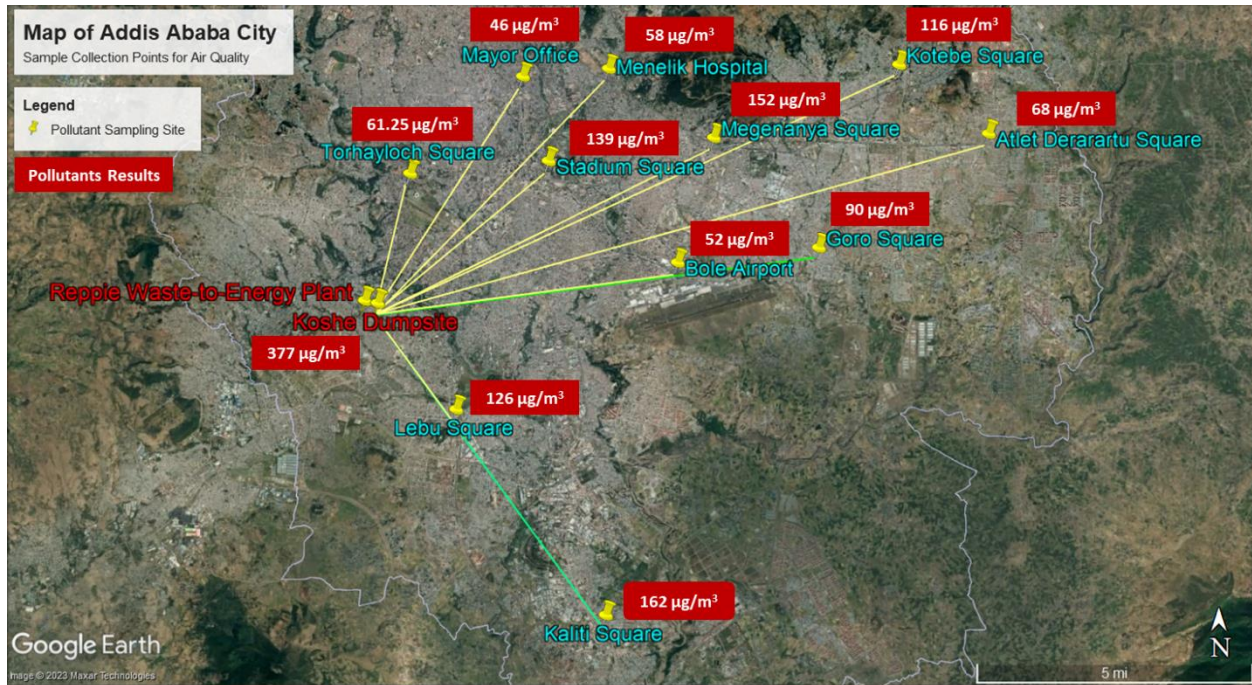 Map of Addis Ababa City
Sample Collection Points for Air Quality
Legend
Pollutant Sampling Site
Pollutants Results
46 µg/m³
Mayor Office
58 µg/m³
Menelik Hospital
116 µg/m³
Kotebe Square
61.25 µg/m³
Torhayloch Square
139 µg/m³
Stadium Square
152 µg/m³
Megenanya Square
68 µg/m³
Atlet Derarartu Square
90 µg/m³
Goro Square
52 µg/m³
Bole Airport
Reppie Waste-to-Energy Plant
Koshe Dumpsite
377 µg/m³
126 µg/m³
Lebu Square
162 µg/m³
Kaliti Square
Google Earth
Image © 2023 Maxar Technologies
N
5 mi